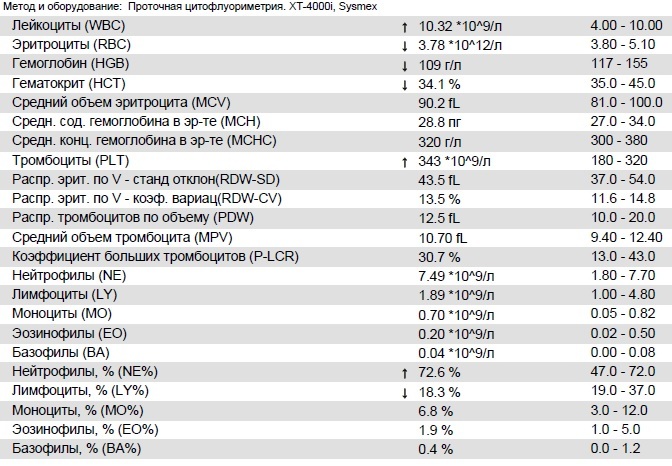 Метод и оборудование: Проточная цитофлуориметрия. XT-4000i, Sysmex
Лейкоциты (WBC) ↑ 10.32 *10^9/л 4.00 - 10.00
Эритроциты (RBC) ↓ 3.78 *10^12/л 3.80 - 5.10
Гемоглобин (HGB) ↓ 109 г/л 117 - 155
Гематокрит (HCT) ↓ 34.1 % 35.0 - 45.0
Средний объем эритроцита (MCV) 90.2 fL 81.0 - 100.0
Средн. сод. гемоглобина в эр-те (MCH) 28.8 пг 27.0 - 34.0
Средн. конц. гемоглобина в эр-те(MCHC) 320 г/л 300 - 380
Тромбоциты (PLT) ↑ 343 *10^9/л 180 - 320
Распр. эрит. по V - станд отклон(RDW-SD) 43.5 fL 37.0 - 54.0
Распр. эрит. по V - коэф. вариац(RDW-CV) 13.5 % 11.6 - 14.8
Распр. тромбоцитов по объему (PDW) 12.5 fL 10.0 - 20.0
Средний объем тромбоцита (MPV) 10.70 fL 9.40 - 12.40
Коэффициент больших тромбоцитов (P-LCR) 30.7 % 13.0 - 43.0
Нейтрофилы (NE) 7.49 *10^9/л 1.80 - 7.70
Лимфоциты (LY) 1.89 *10^9/л 1.00 - 4.80
Моноциты (MO) 0.70 *10^9/л 0.05 - 0.82
Эозинофилы (EO) 0.20 *10^9/л 0.02 - 0.50
Базофилы (BA) 0.04 *10^9/л 0.00 - 0.08
Нейтрофилы, % (NE%) ↑ 72.6 % 47.0 - 72.0
Лимфоциты, % (LY%) ↓ 18.3 % 19.0 - 37.0
Моноциты, % (MO%) 6.8 % 3.0 - 12.0
Эозинофилы, % (EO%) 1.9 % 1.0 - 5.0
Базофилы, % (BA%) 0.4 % 0.0 - 1.2